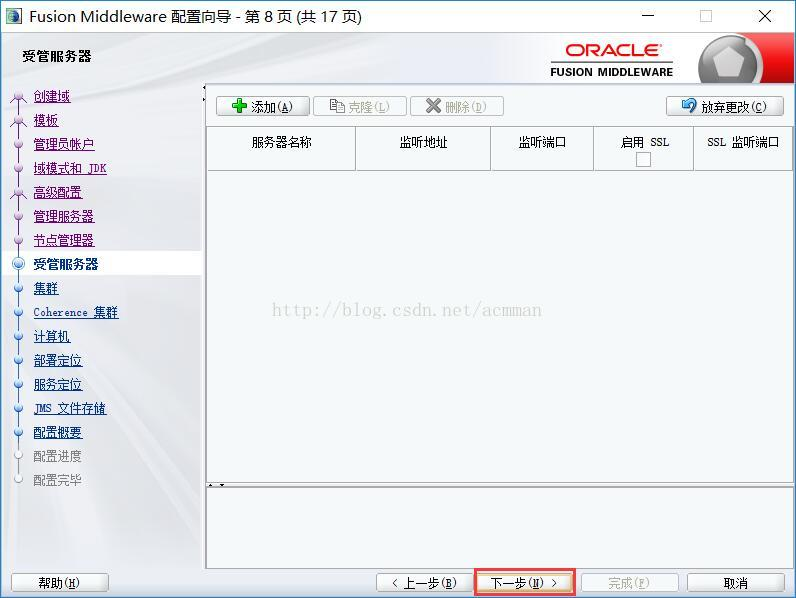 Fusion Middleware 配置向导 - 第 8 页 (共 17 页)
受管服务器
ORACLE
FUSION MIDDLEWARE
创建域
模板
管理员帐户
域模式和 JDK
高级配置
管理服务器
节点管理器
受管服务器
集群
Coherence 集群
计算机
部署定位
服务定位
JMS 文件存储
配置概要
配置进度
配置完毕
添加(A) 克隆(L) 删除(D) 放弃更改(C)
服务器名称 监听地址 监听端口 启用 SSL SSL 监听端口
http://blog.csdn.net/acmman
帮助(H) < 上一步(B) 下一步(N) > 完成(F) 取消